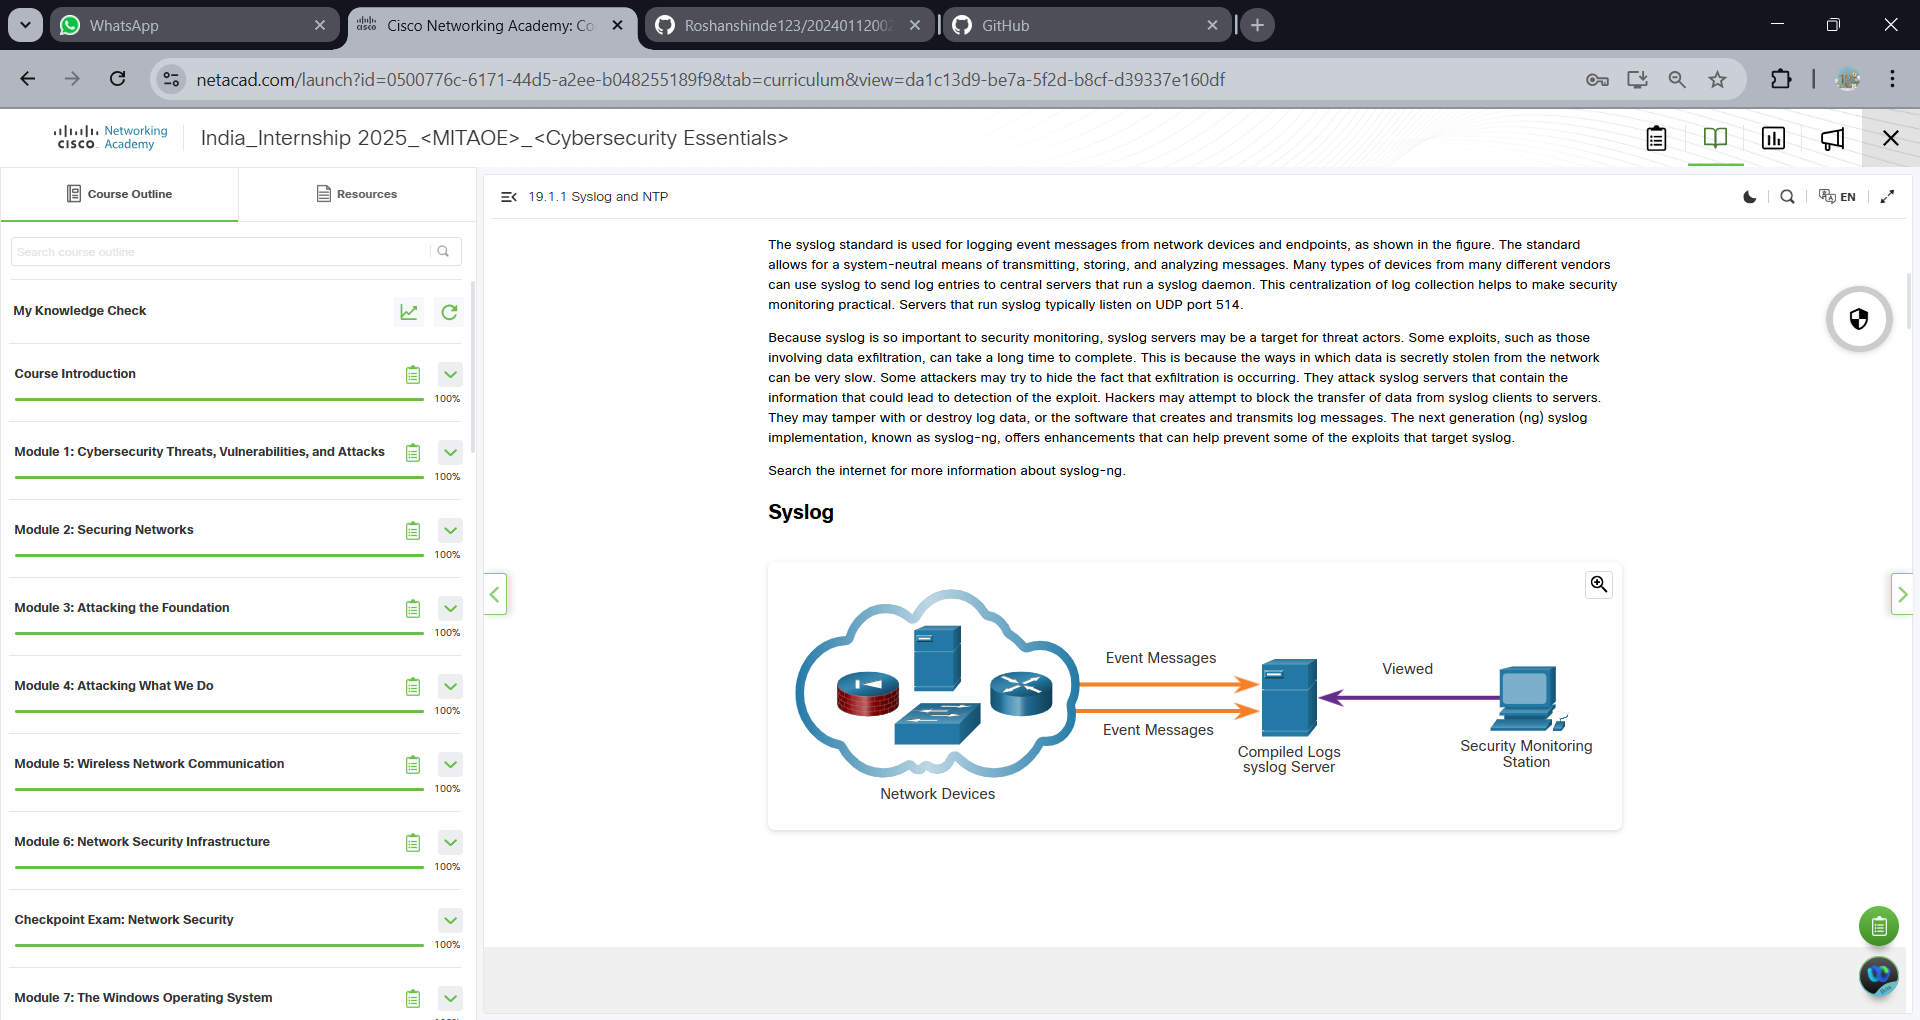 WhatsApp
Cisco Networking Academy: Co
Roshanshinde123/20240112002
GitHub
netacad.com/launch?id=0500776c-6171-44d5-a2ee-b048255189f9&tab=curriculum&view=da1c13d9-be7a-5f2d-b8cf-d39337e160df
CISCO Networking Academy
India_Internship 2025_<MITAOE>_<Cybersecurity Essentials>
Course Outline
Resources
Search course outline
My Knowledge Check
Course Introduction
100%
Module 1: Cybersecurity Threats, Vulnerabilities, and Attacks
100%
Module 2: Securing Networks
100%
Module 3: Attacking the Foundation
100%
Module 4: Attacking What We Do
100%
Module 5: Wireless Network Communication
100%
Module 6: Network Security Infrastructure
100%
Checkpoint Exam: Network Security
100%
Module 7: The Windows Operating System
19.1.1 Syslog and NTP
EN
The syslog standard is used for logging event messages from network devices and endpoints, as shown in the figure. The standard
allows for a system-neutral means of transmitting, storing, and analyzing messages. Many types of devices from many different vendors
can use syslog to send log entries to central servers that run a syslog daemon. This centralization of log collection helps to make security
monitoring practical. Servers that run syslog typically listen on UDP port 514.
Because syslog is so important to security monitoring, syslog servers may be a target for threat actors. Some exploits, such as those
involving data exfiltration, can take a long time to complete. This is because the ways in which data is secretly stolen from the network
can be very slow. Some attackers may try to hide the fact that exfiltration is occurring. They attack syslog servers that contain the
information that could lead to detection of the exploit. Hackers may attempt to block the transfer of data from syslog clients to servers.
They may tamper with or destroy log data, or the software that creates and transmits log messages. The next generation (ng) syslog
implementation, known as syslog-ng, offers enhancements that can help prevent some of the exploits that target syslog.
Search the internet for more information about syslog-ng.
Syslog
Event Messages
Event Messages
Viewed
Compiled Logs
syslog Server
Security Monitoring
Station
Network Devices